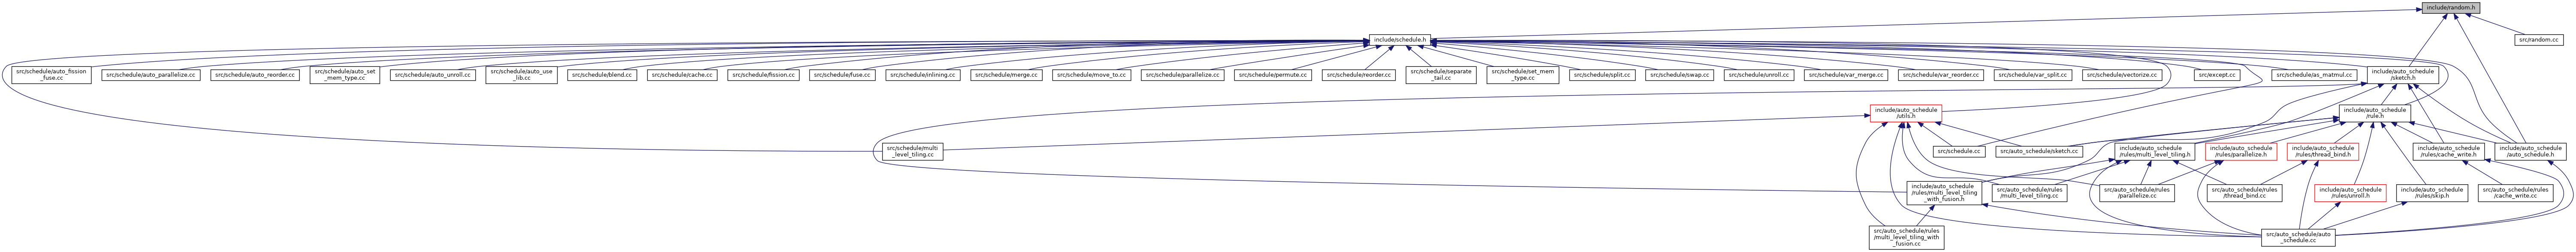 include/random.h
include/schedule.h
src/random.cc
src/schedule/auto_fission
_fuse.cc
src/schedule/auto_parallelize.cc
src/schedule/auto_reorder.cc
src/schedule/auto_set
_mem_type.cc
src/schedule/auto_unroll.cc
src/schedule/auto_use
_lib.cc
src/schedule/blend.cc
src/schedule/cache.cc
src/schedule/fission.cc
src/schedule/fuse.cc
src/schedule/inlining.cc
src/schedule/merge.cc
src/schedule/move_to.cc
src/schedule/parallelize.cc
src/schedule/permute.cc
src/schedule/reorder.cc
src/schedule/separate
_tail.cc
src/schedule/set_mem
_type.cc
src/schedule/split.cc
src/schedule/swap.cc
src/schedule/unroll.cc
src/schedule/var_merge.cc
src/schedule/var_reorder.cc
src/schedule/var_split.cc
src/schedule/vectorize.cc
src/except.cc
src/schedule/as_matmul.cc
include/auto_schedule
/sketch.h
include/auto_schedule
/utils.h
include/auto_schedule
/rule.h
src/schedule/multi
_level_tiling.cc
src/schedule.cc
src/auto_schedule/sketch.cc
include/auto_schedule
/rules/multi_level_tiling.h
include/auto_schedule
/rules/parallelize.h
include/auto_schedule
/rules/thread_bind.h
include/auto_schedule
/rules/cache_write.h
include/auto_schedule
/auto_schedule.h
include/auto_schedule
/rules/multi_level_tiling
_with_fusion.h
src/auto_schedule/rules
/multi_level_tiling.cc
src/auto_schedule/rules
/parallelize.cc
src/auto_schedule/rules
/thread_bind.cc
include/auto_schedule
/rules/unroll.h
include/auto_schedule
/rules/skip.h
src/auto_schedule/rules
/cache_write.cc
src/auto_schedule/rules
/multi_level_tiling_with
_fusion.cc
src/auto_schedule/auto
_schedule.cc